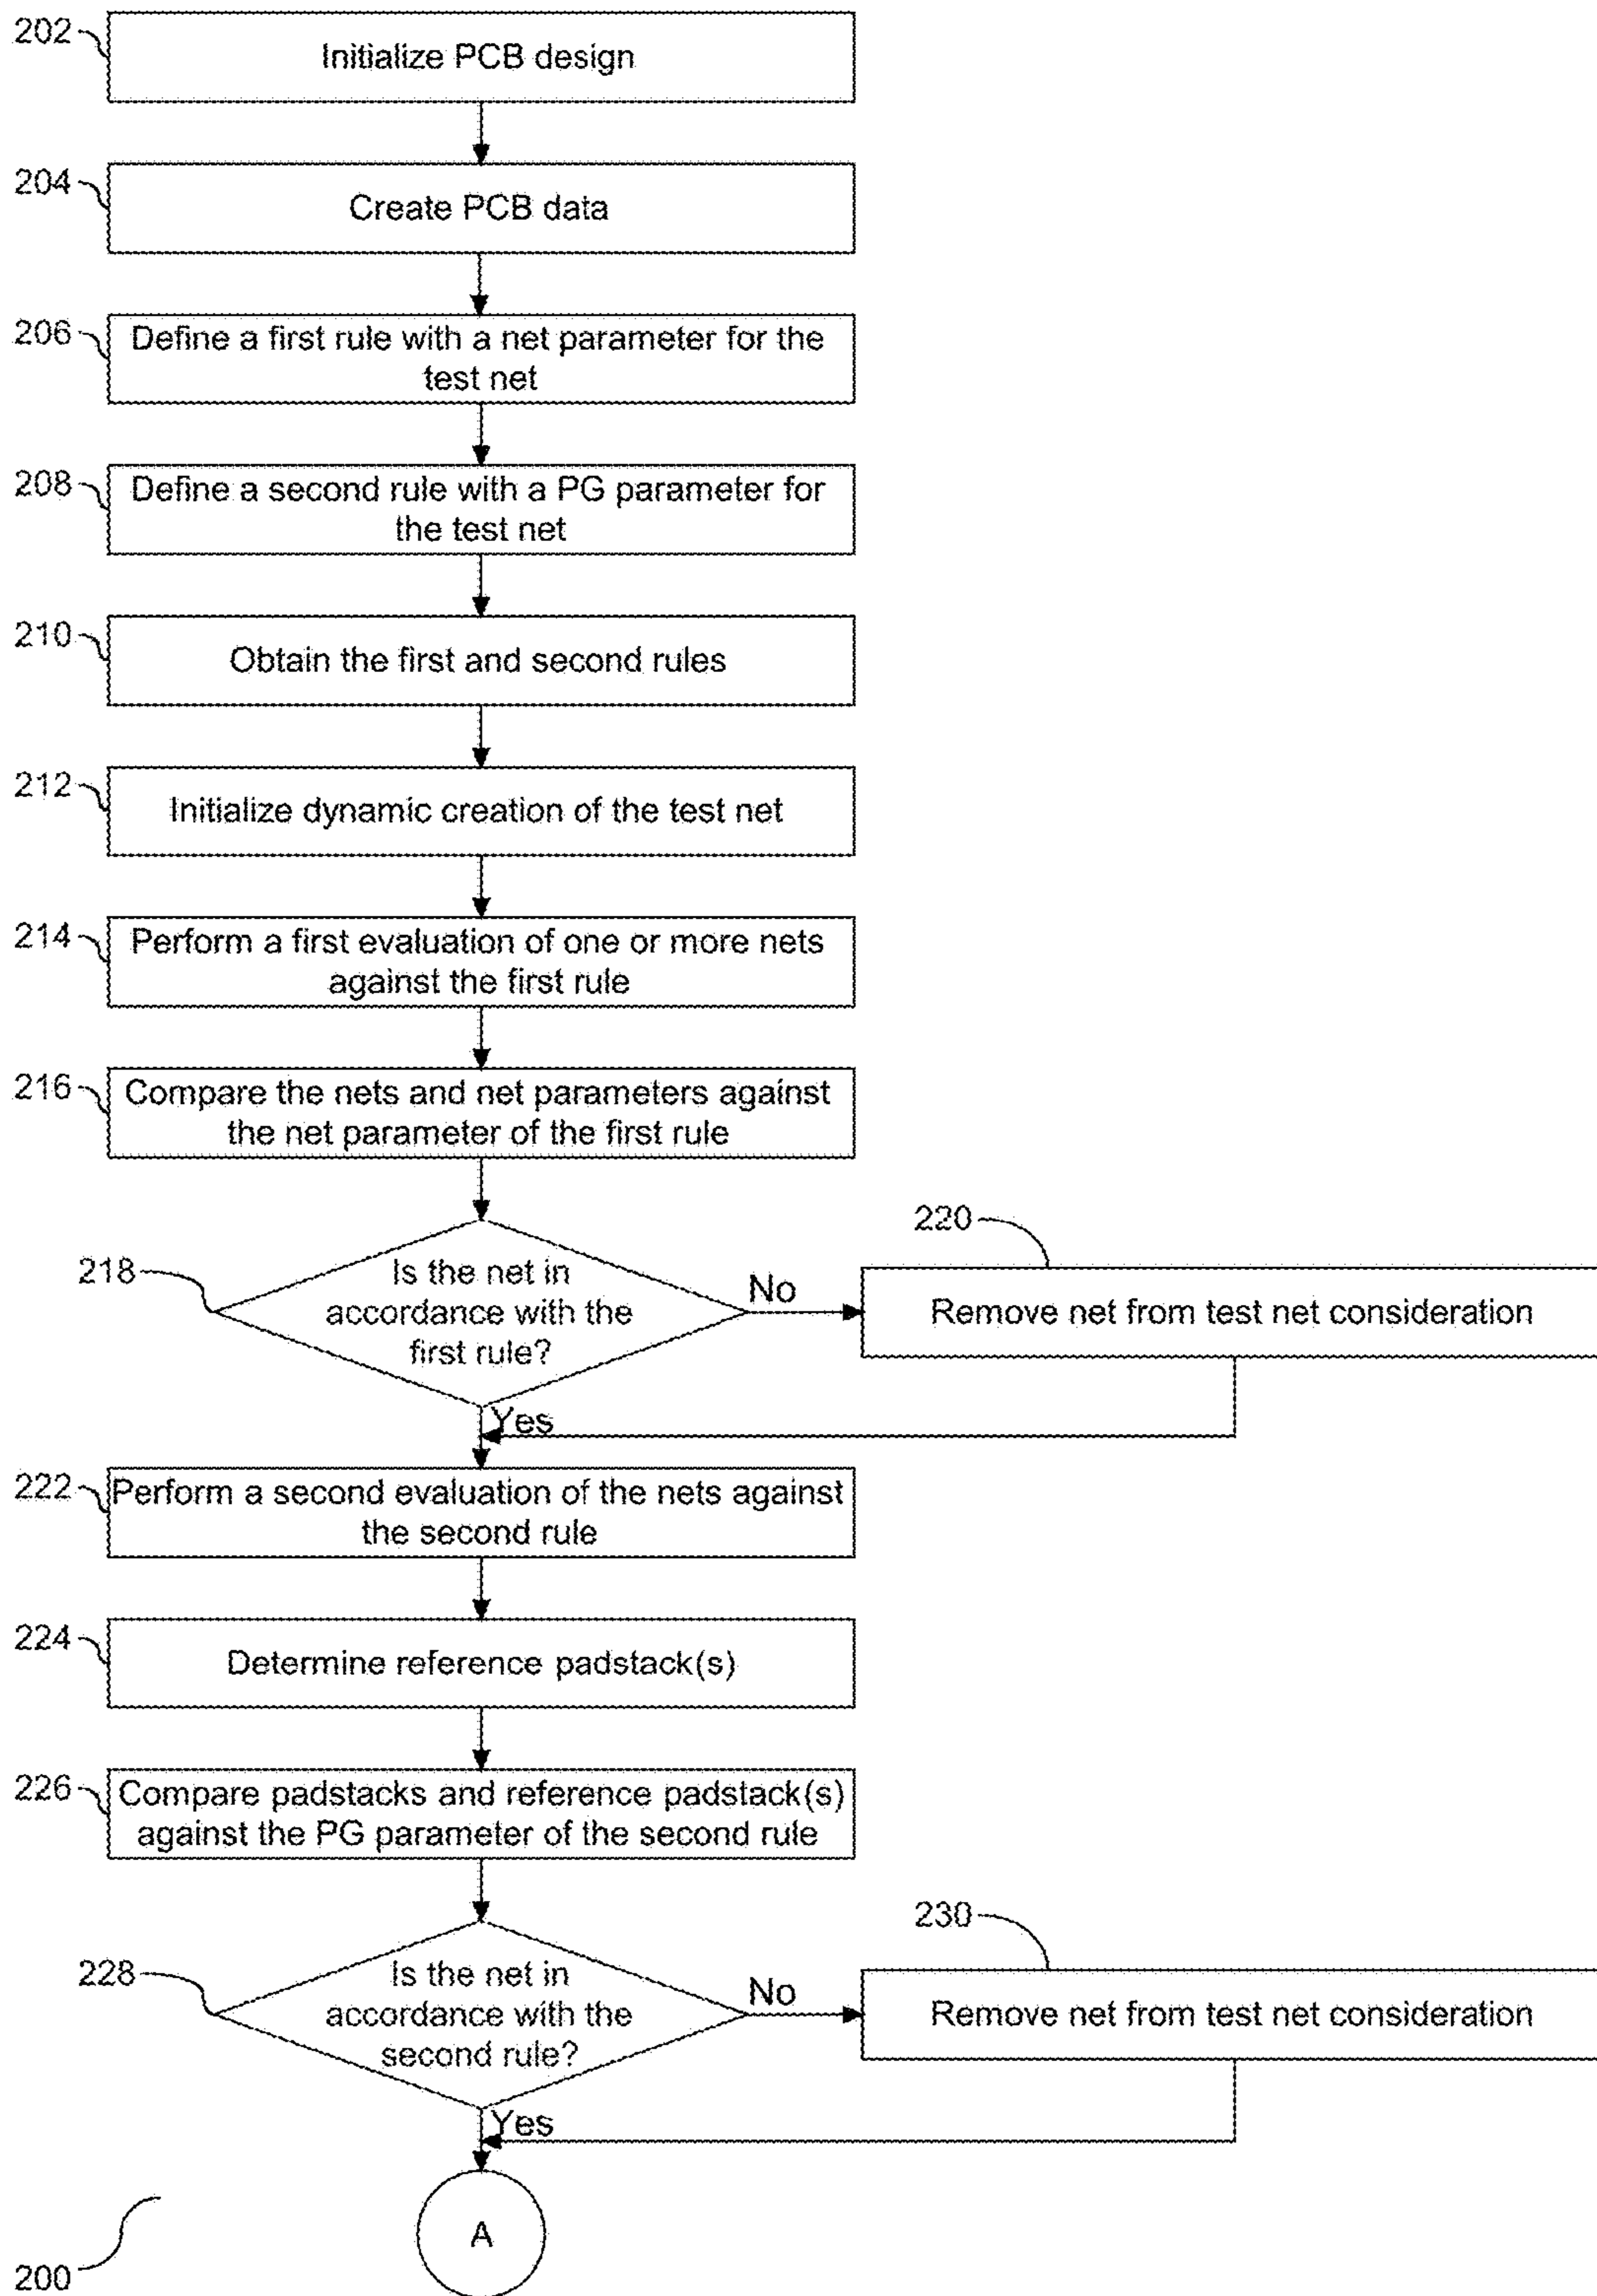 202
Initialize PCB design
204
Create PCB data
206
Define a first rule with a net parameter for the
test net
208
Define a second rule with a PG parameter for
the test net
210
Obtain the first and second rules
212
Initialize dynamic creation of the test net
214
Perform a first evaluation of one or more nets
against the first rule
216
Compare the nets and net parameters against
the net parameter of the first rule
218
Is the net in
accordance with the
first rule?
No
220
Remove net from test net consideration
Yes
222
Perform a second evaluation of the nets against
the second rule
224
Determine reference padstack(s)
226
Compare padstacks and reference padstack(s)
against the PG parameter of the second rule
228
Is the net in
accordance with the
second rule?
No
230
Remove net from test net consideration
Yes
A
200